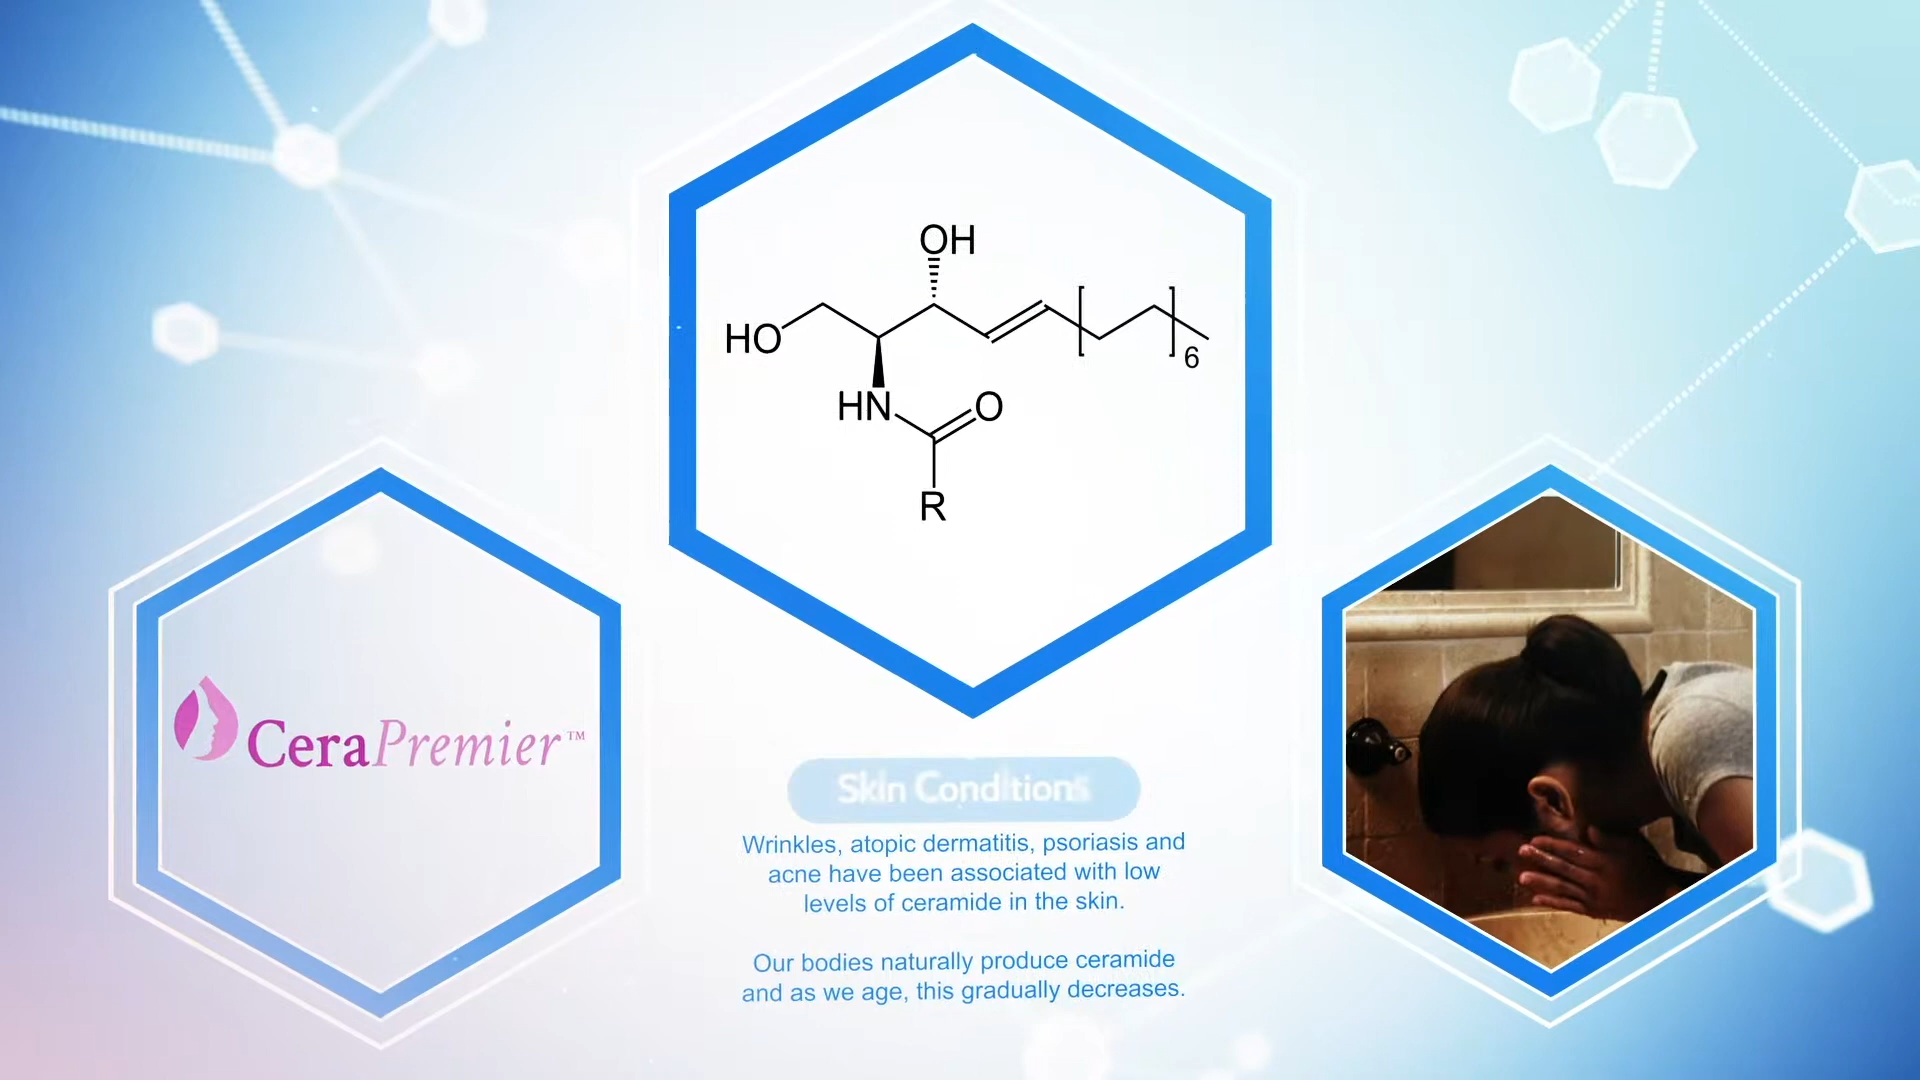 OH
HO
6
HN
O
R
CeraPremier™
Skin Conditions
Wrinkles, atopic dermatitis, psoriasis and
acne have been associated with low
levels of ceramide in the skin.
Our bodies naturally produce ceramide
and as we age, this gradually decreases.